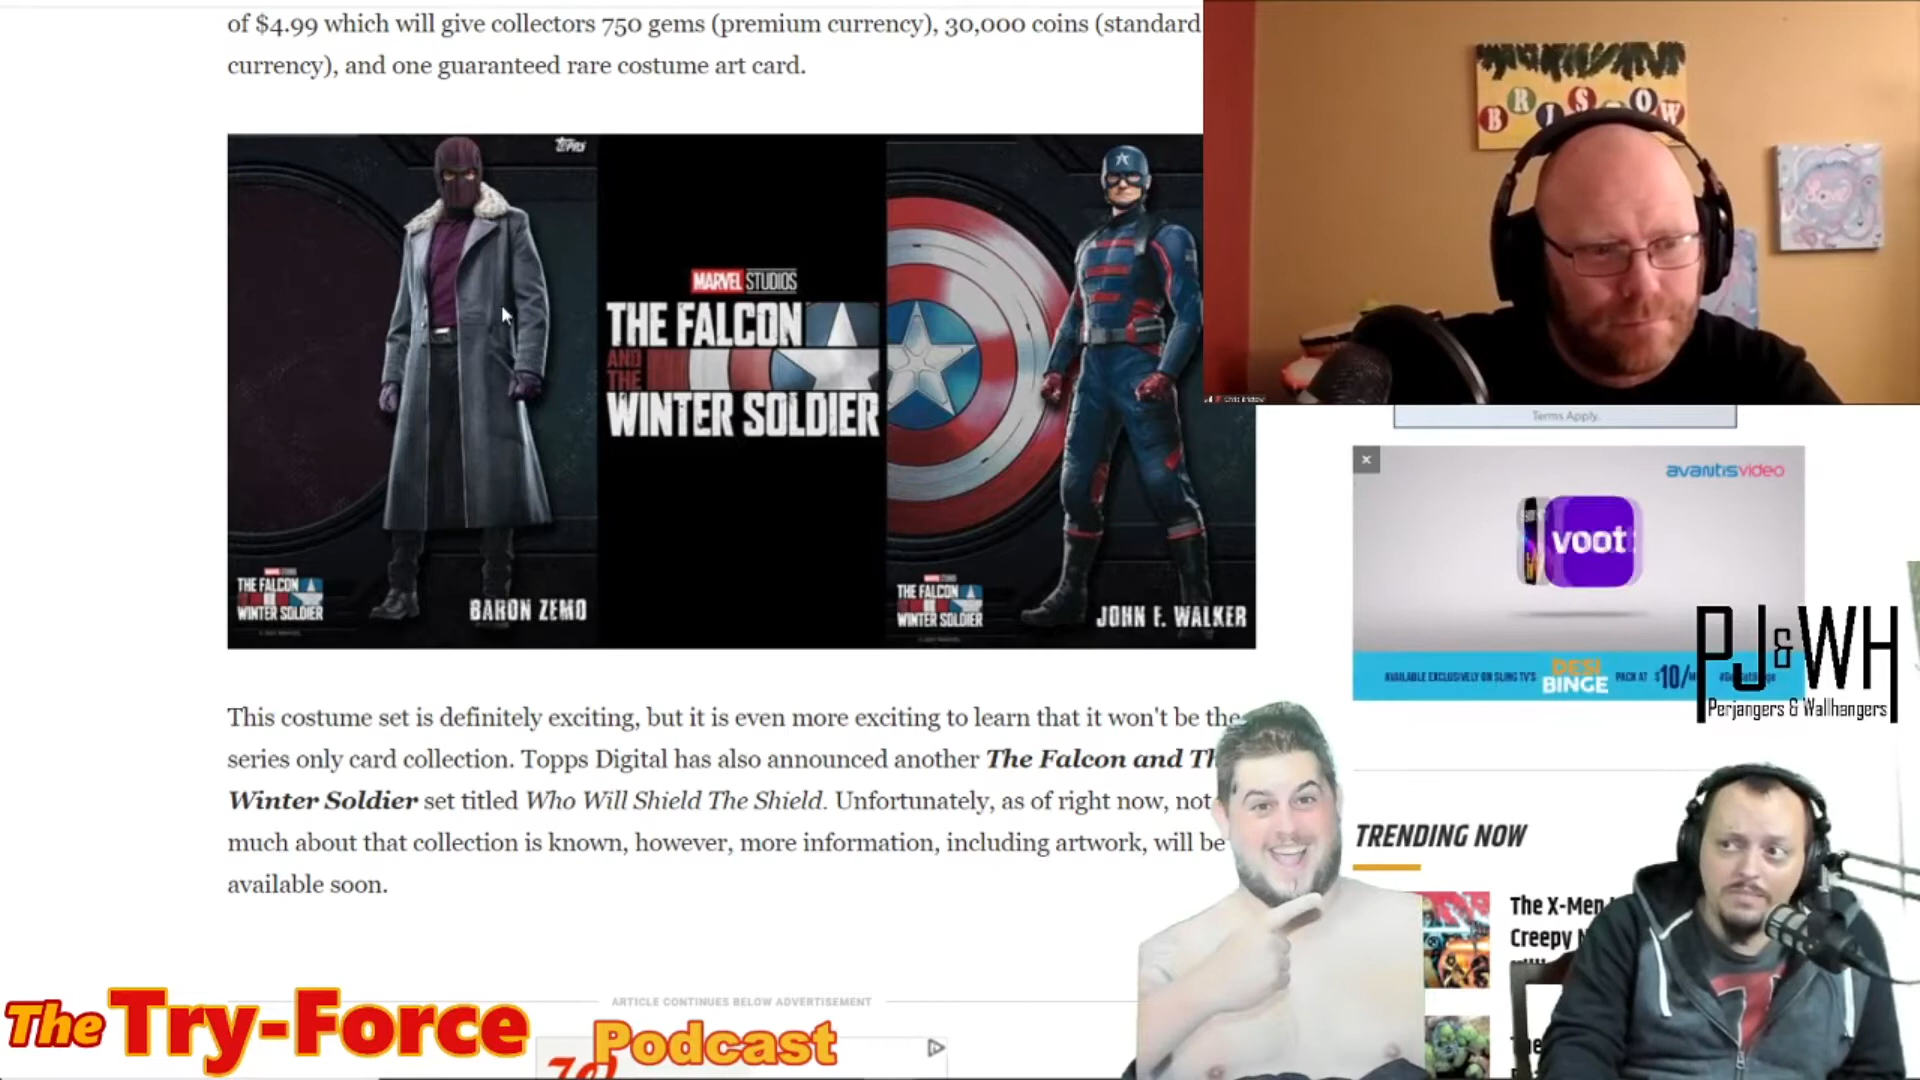 of $4.99 which will give collectors 750 gems (premium currency), 30,000 coins (standard
currency), and one guaranteed rare costume art card.
BRISTOW
TOPPS
MARVEL STUDIOS
THE FALCON
AND
THE
WINTER SOLDIER
THE FALCON
WINTER SOLDIER
BARON ZEMO
THE FALCON
WINTER SOLDIER
JOHN F. WALKER
Terms Apply.
avantisvideo
voot
AVAILABLE EXCLUSIVELY ON SLING TV'S
DESI
BINGE
PACK AT $10/
PJ&WH
Perjangers & Wallhangers
This costume set is definitely exciting, but it is even more exciting to learn that it won't be the
series only card collection. Topps Digital has also announced another The Falcon and Th
Winter Soldier set titled Who Will Shield The Shield. Unfortunately, as of right now, not
much about that collection is known, however, more information, including artwork, will be
available soon.
TRENDING NOW
The X-Men
Creepy
ARTICLE CONTINUES BELOW ADVERTISEMENT
The Try-Force
Podcast